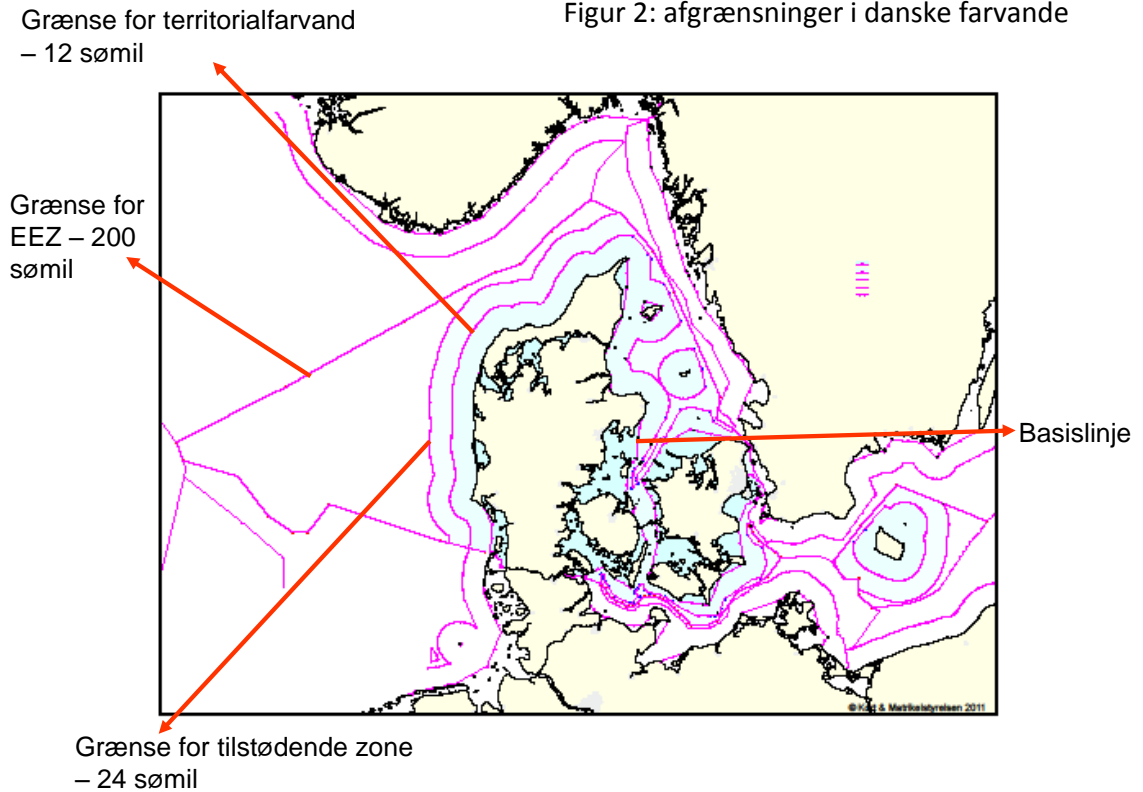 Figur 2: afgrænsninger i danske farvande
Grænse for territorialfarvand
– 12 sømil
Grænse for
EEZ – 200
sømil
Basislinje
© Kort & Matrikelstyrelsen 2011
Grænse for tilstødende zone
– 24 sømil